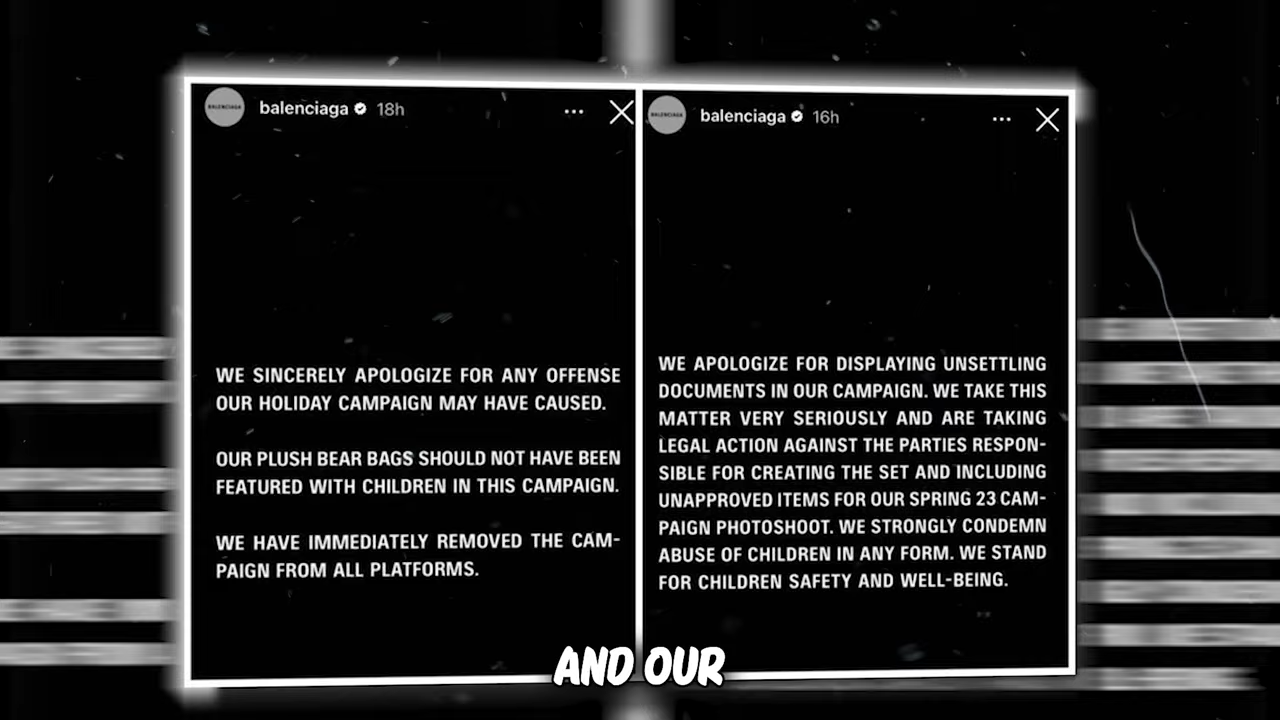 balenciaga 18h
WE SINCERELY APOLOGIZE FOR ANY OFFENSE
OUR HOLIDAY CAMPAIGN MAY HAVE CAUSED.
OUR PLUSH BEAR BAGS SHOULD NOT HAVE BEEN
FEATURED WITH CHILDREN IN THIS CAMPAIGN.
WE HAVE IMMEDIATELY REMOVED THE CAM-
PAIGN FROM ALL PLATFORMS.
balenciaga 16h
WE APOLOGIZE FOR DISPLAYING UNSETTLING
DOCUMENTS IN OUR CAMPAIGN. WE TAKE THIS
MATTER VERY SERIOUSLY AND ARE TAKING
LEGAL ACTION AGAINST THE PARTIES RESPON-
SIBLE FOR CREATING THE SET AND INCLUDING
UNAPPROVED ITEMS FOR OUR SPRING 23 CAM-
PAIGN PHOTOSHOOT. WE STRONGLY CONDEMN
ABUSE OF CHILDREN IN ANY FORM. WE STAND
FOR CHILDREN SAFETY AND WELL-BEING.
AND OUR